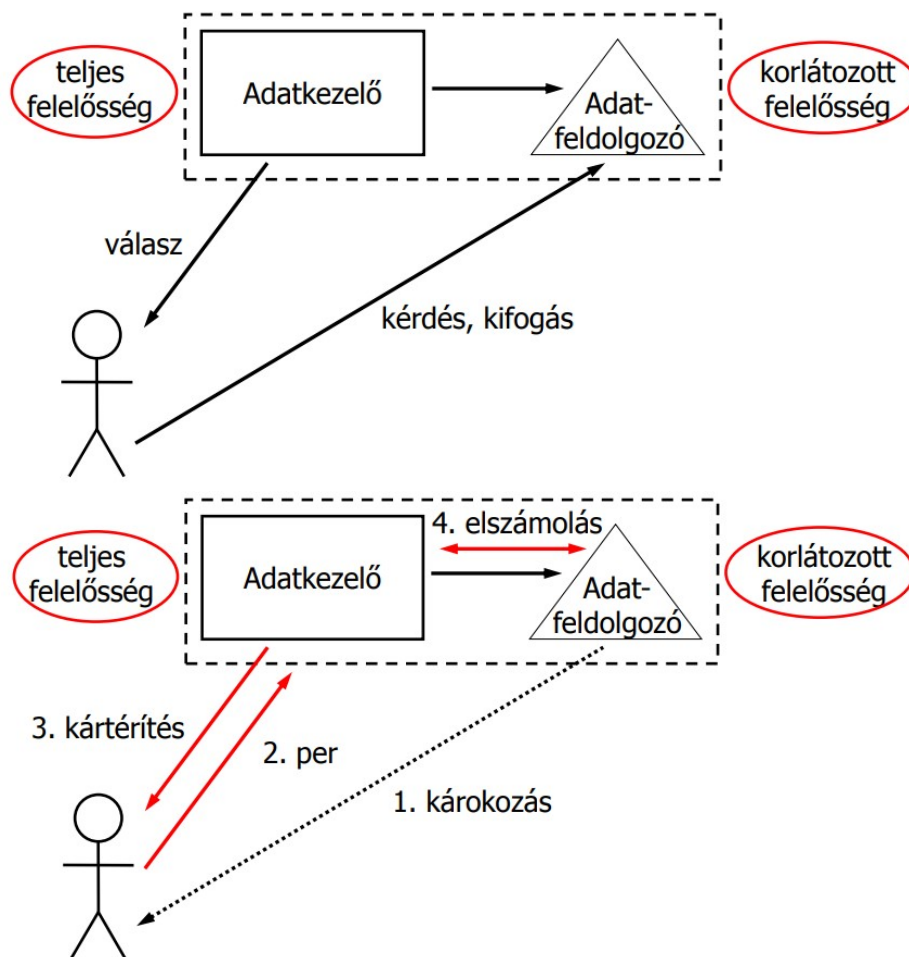 teljes
felelősség
Adatkezelő
Adat-
feldolgozó
korlátozott
felelősség
válasz
kérdés, kifogás
4. elszámolás
teljes
felelősség
Adatkezelő
Adat-
feldolgozó
korlátozott
felelősség
3. kártérítés
2. per
1. károkozás